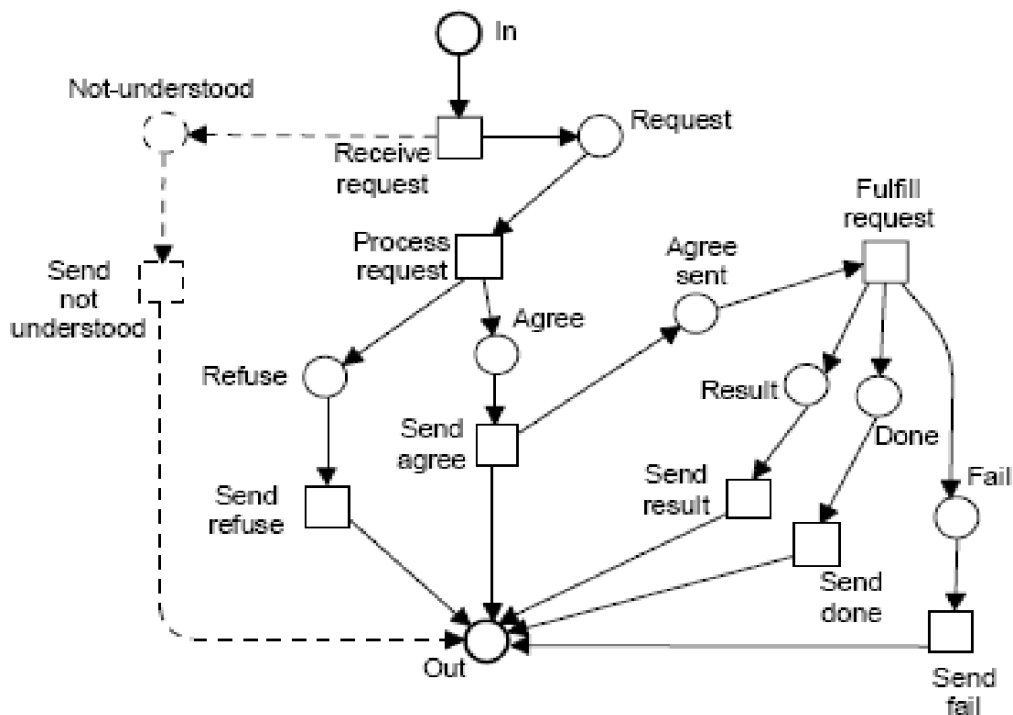 In
Not-understood
Request
Receive
request
Fulfill
request
Process
request
Agree
sent
Send
not
understood
Agree
Refuse
Result
Done
Send
agree
Send
result
Fail
Send
refuse
Send
done
Out
Send
fail